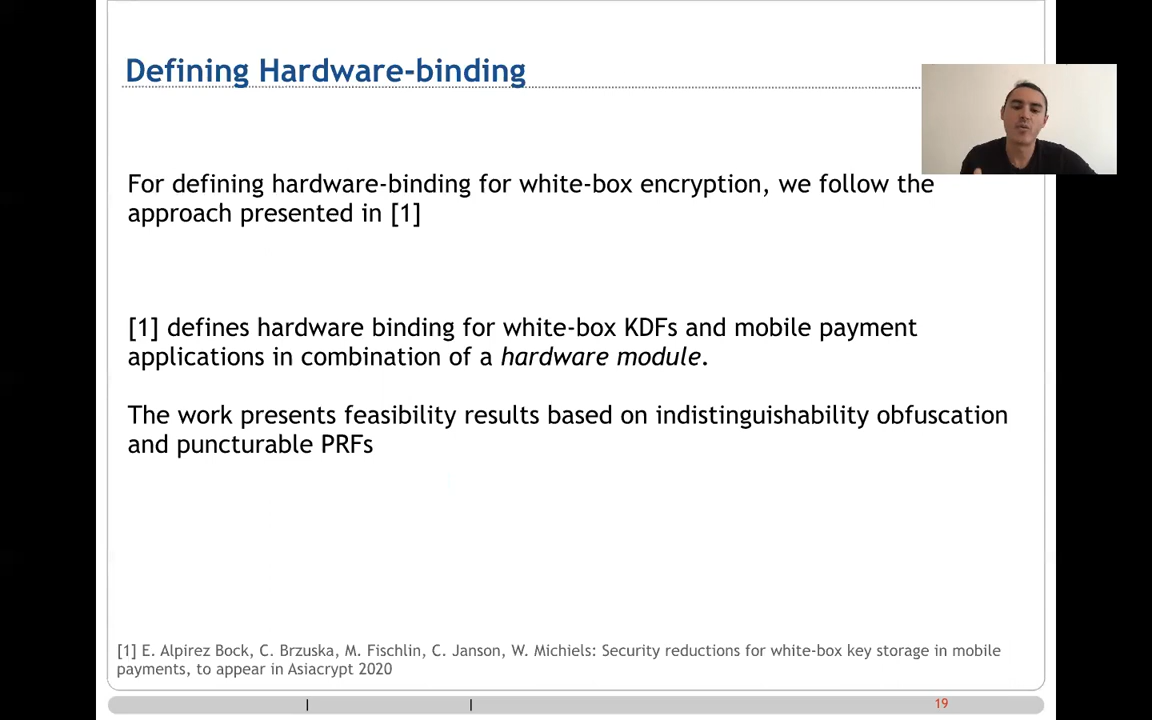 Defining Hardware-binding
For defining hardware-binding for white-box encryption, we follow the
approach presented in [1]
[1] defines hardware binding for white-box KDFs and mobile payment
applications in combination of a hardware module.
The work presents feasibility results based on indistinguishability obfuscation
and puncturable PRFs
[1] E. Alpirez Bock, C. Brzuska, M. Fischlin, C. Janson, W. Michiels: Security reductions for white-box key storage in mobile
payments, to appear in Asiacrypt 2020
19